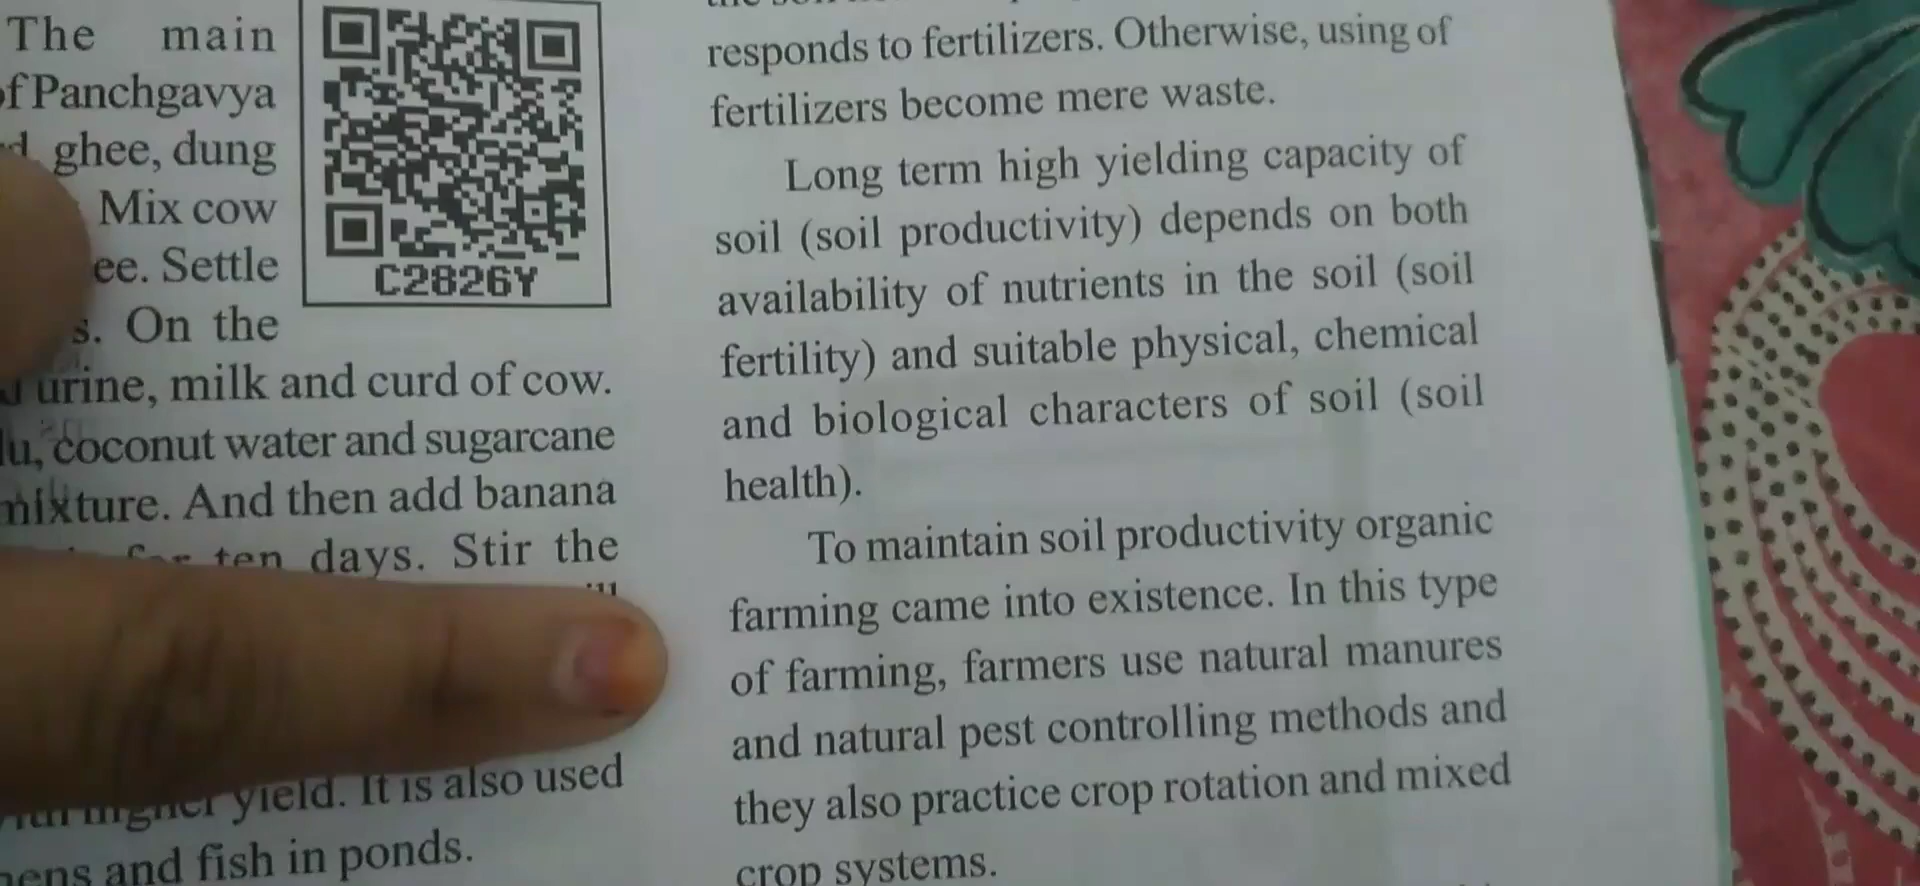 The main
f Panchgavya
ghee, dung
Mix cow
ee. Settle
s. On the
urine, milk and curd of cow.
lu, coconut water and sugarcane
mixture. And then add banana
for ten days. Stir the
higher yield. It is also used
and fish in ponds.
C2826Y
responds to fertilizers. Otherwise, using of
fertilizers become mere waste.
Long term high yielding capacity of
soil (soil productivity) depends on both
availability of nutrients in the soil (soil
fertility) and suitable physical, chemical
and biological characters of soil (soil
health).
To maintain soil productivity organic
farming came into existence. In this type
of farming, farmers use natural manures
and natural pest controlling methods and
they also practice crop rotation and mixed
crop systems.